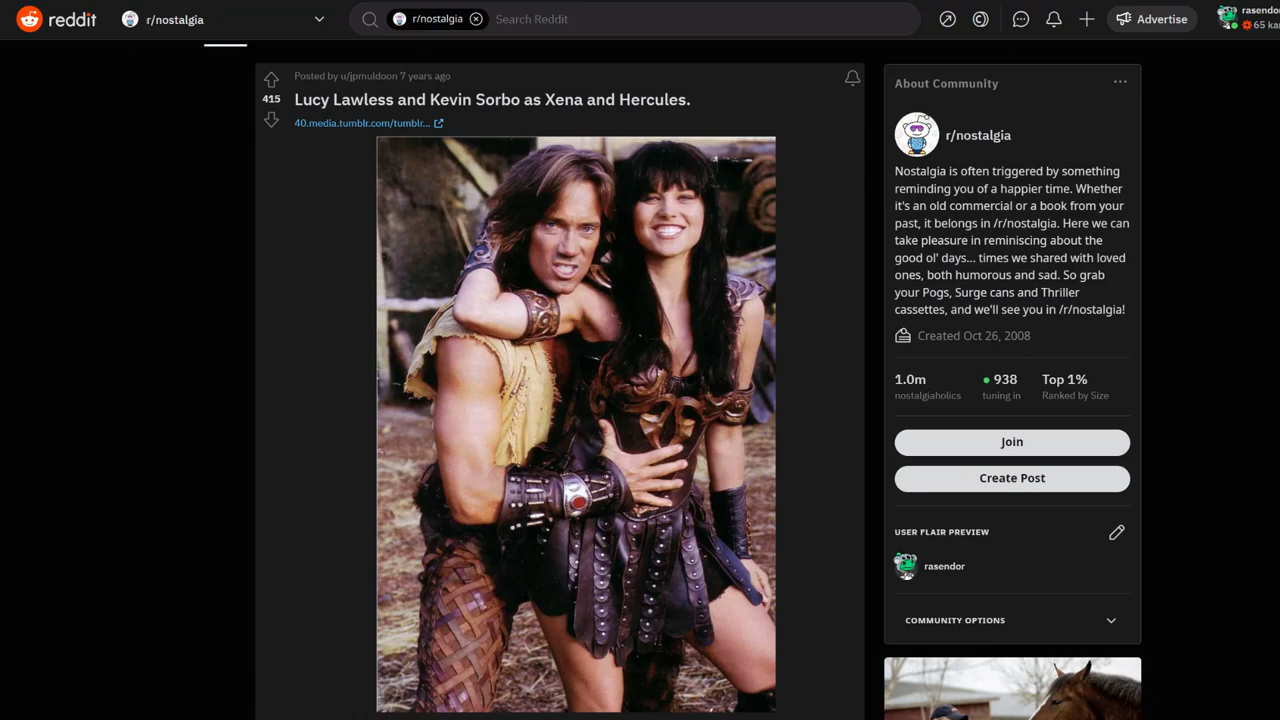 reddit
r/nostalgia
r/nostalgia
Search Reddit
Advertise
rasendor
65 kar
Posted by u/jpmuldoon 7 years ago
415
Lucy Lawless and Kevin Sorbo as Xena and Hercules.
40.media.tumblr.com/tumblr...
About Community
r/nostalgia
Nostalgia is often triggered by something
reminding you of a happier time. Whether
it's an old commercial or a book from your
past, it belongs in /r/nostalgia. Here we can
take pleasure in reminiscing about the
good ol' days... times we shared with loved
ones, both humorous and sad. So grab
your Pogs, Surge cans and Thriller
cassettes, and we'll see you in /r/nostalgia!
Created Oct 26, 2008
1.0m
938
Top 1%
nostalgiaholics
tuning in
Ranked by Size
Join
Create Post
USER FLAIR PREVIEW
rasendor
COMMUNITY OPTIONS